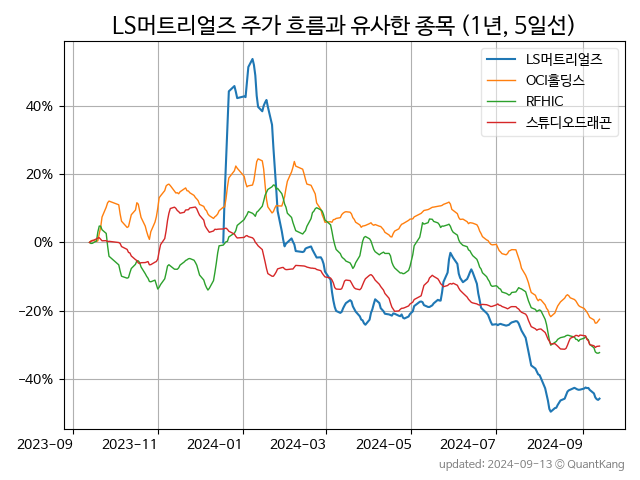 LS머트리얼즈 주가 흐름과 유사한 종목 (1년, 5일선)
LS머트리얼즈
OCI홀딩스
RFHIC
스튜디오드래곤
40%
20%
0%
−20%
−40%
2023-09 2023-11 2024-01 2024-03 2024-05 2024-07 2024-09
updated: 2024-09-13 © QuantKang